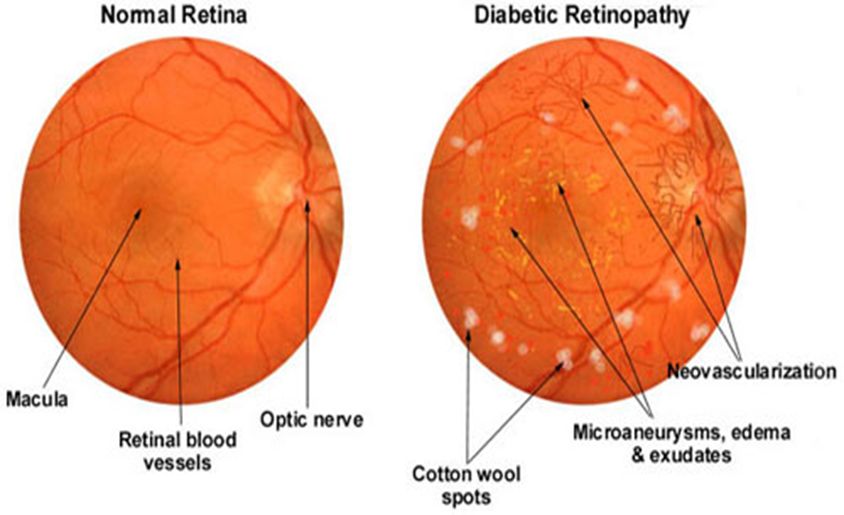 Normal Retina
Diabetic Retinopathy
Macula
Retinal blood
vessels
Optic nerve
Cotton wool
spots
Microaneurysms, edema
& exudates
Neovascularization